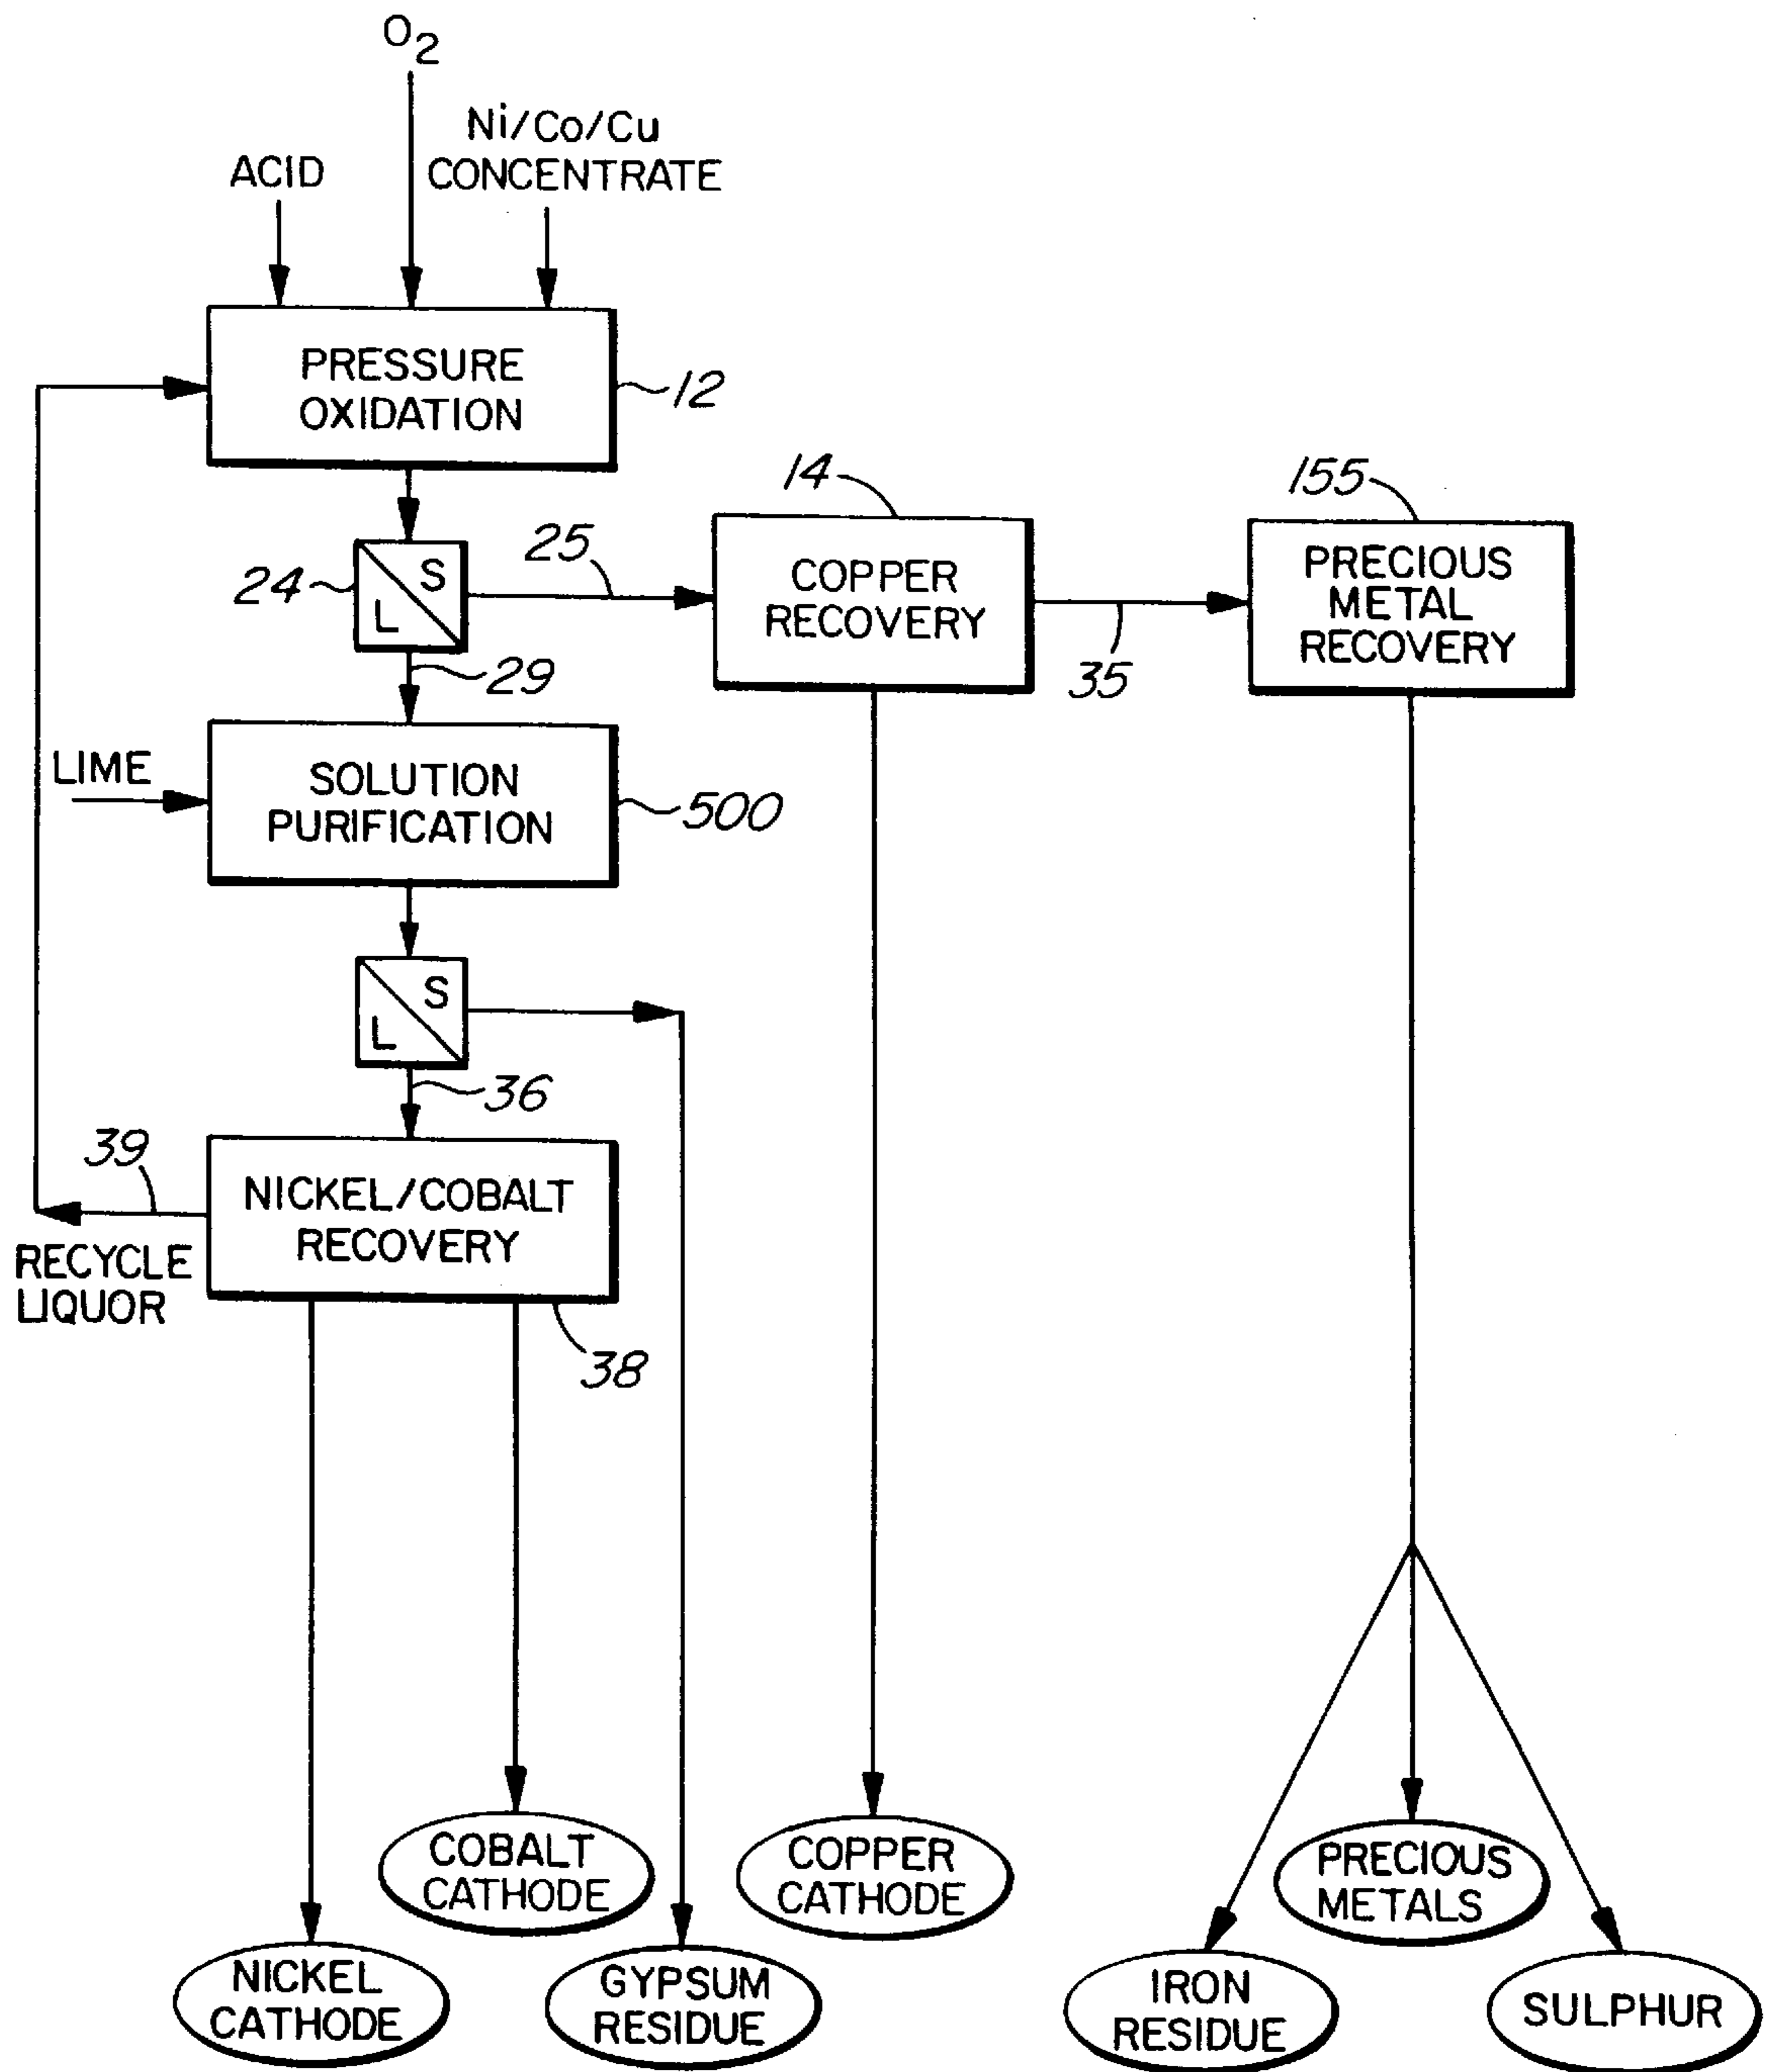 O2
Ni/Co/Cu
CONCENTRATE
ACID
PRESSURE
OXIDATION
12
14
155
24
S
L
25
COPPER
RECOVERY
35
PRECIOUS
METAL
RECOVERY
29
LIME
SOLUTION
PURIFICATION
500
S
L
36
39
NICKEL/COBALT
RECOVERY
RECYCLE
LIQUOR
38
COBALT
CATHODE
COPPER
CATHODE
PRECIOUS
METALS
NICKEL
CATHODE
GYPSUM
RESIDUE
IRON
RESIDUE
SULPHUR